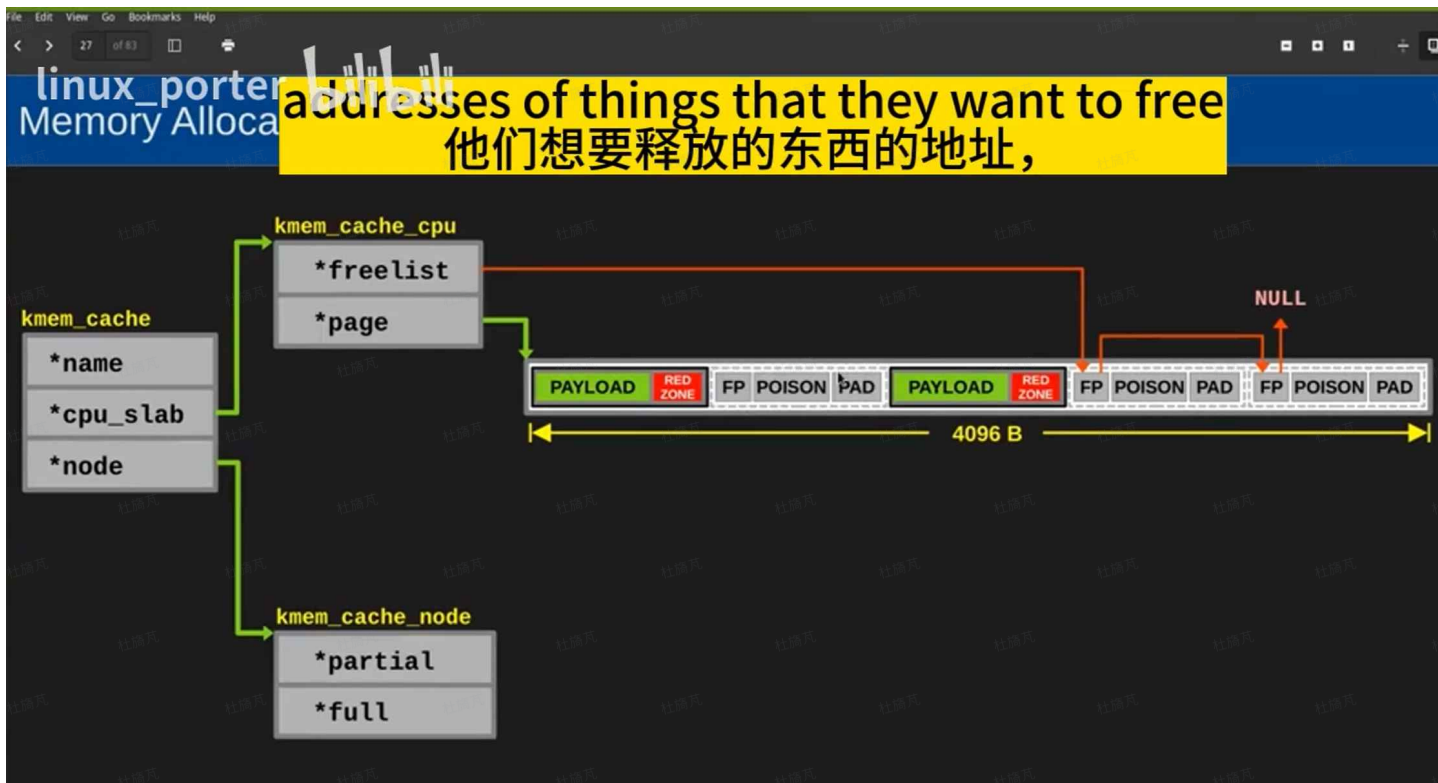 File Edit View Go Bookmarks Help
27 of 83
linux_porter bilibili
addresses of things that they want to free
Memory Alloca
他们想要释放的东西的地址，
kmem_cache_cpu
*freelist
*page
NULL
kmem_cache
*name
*cpu_slab
*node
PAYLOAD RED ZONE FP POISON PAD PAYLOAD RED ZONE FP POISON PAD FP POISON PAD
4096 B
kmem_cache_node
*partial
*full